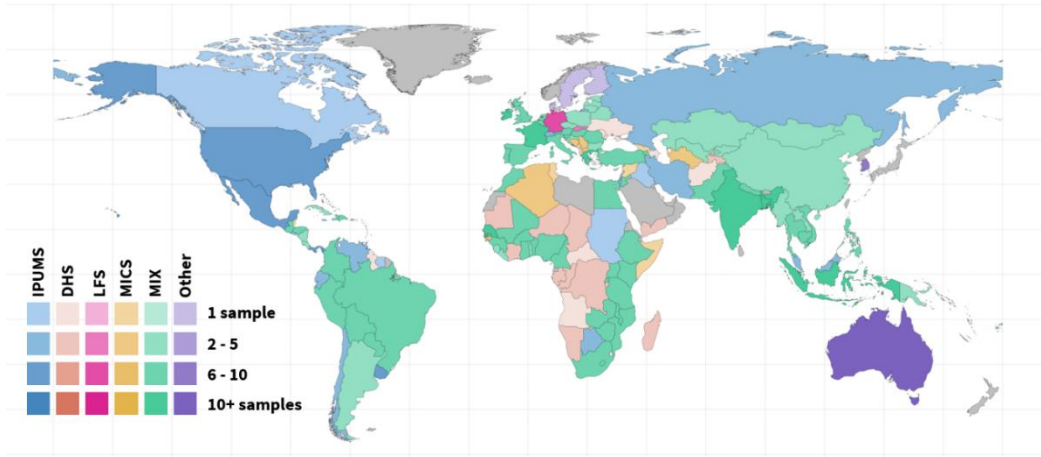 IPUMS
DHS
LFS
MICS
MIX
Other
1 sample
2 - 5
6 - 10
10+ samples